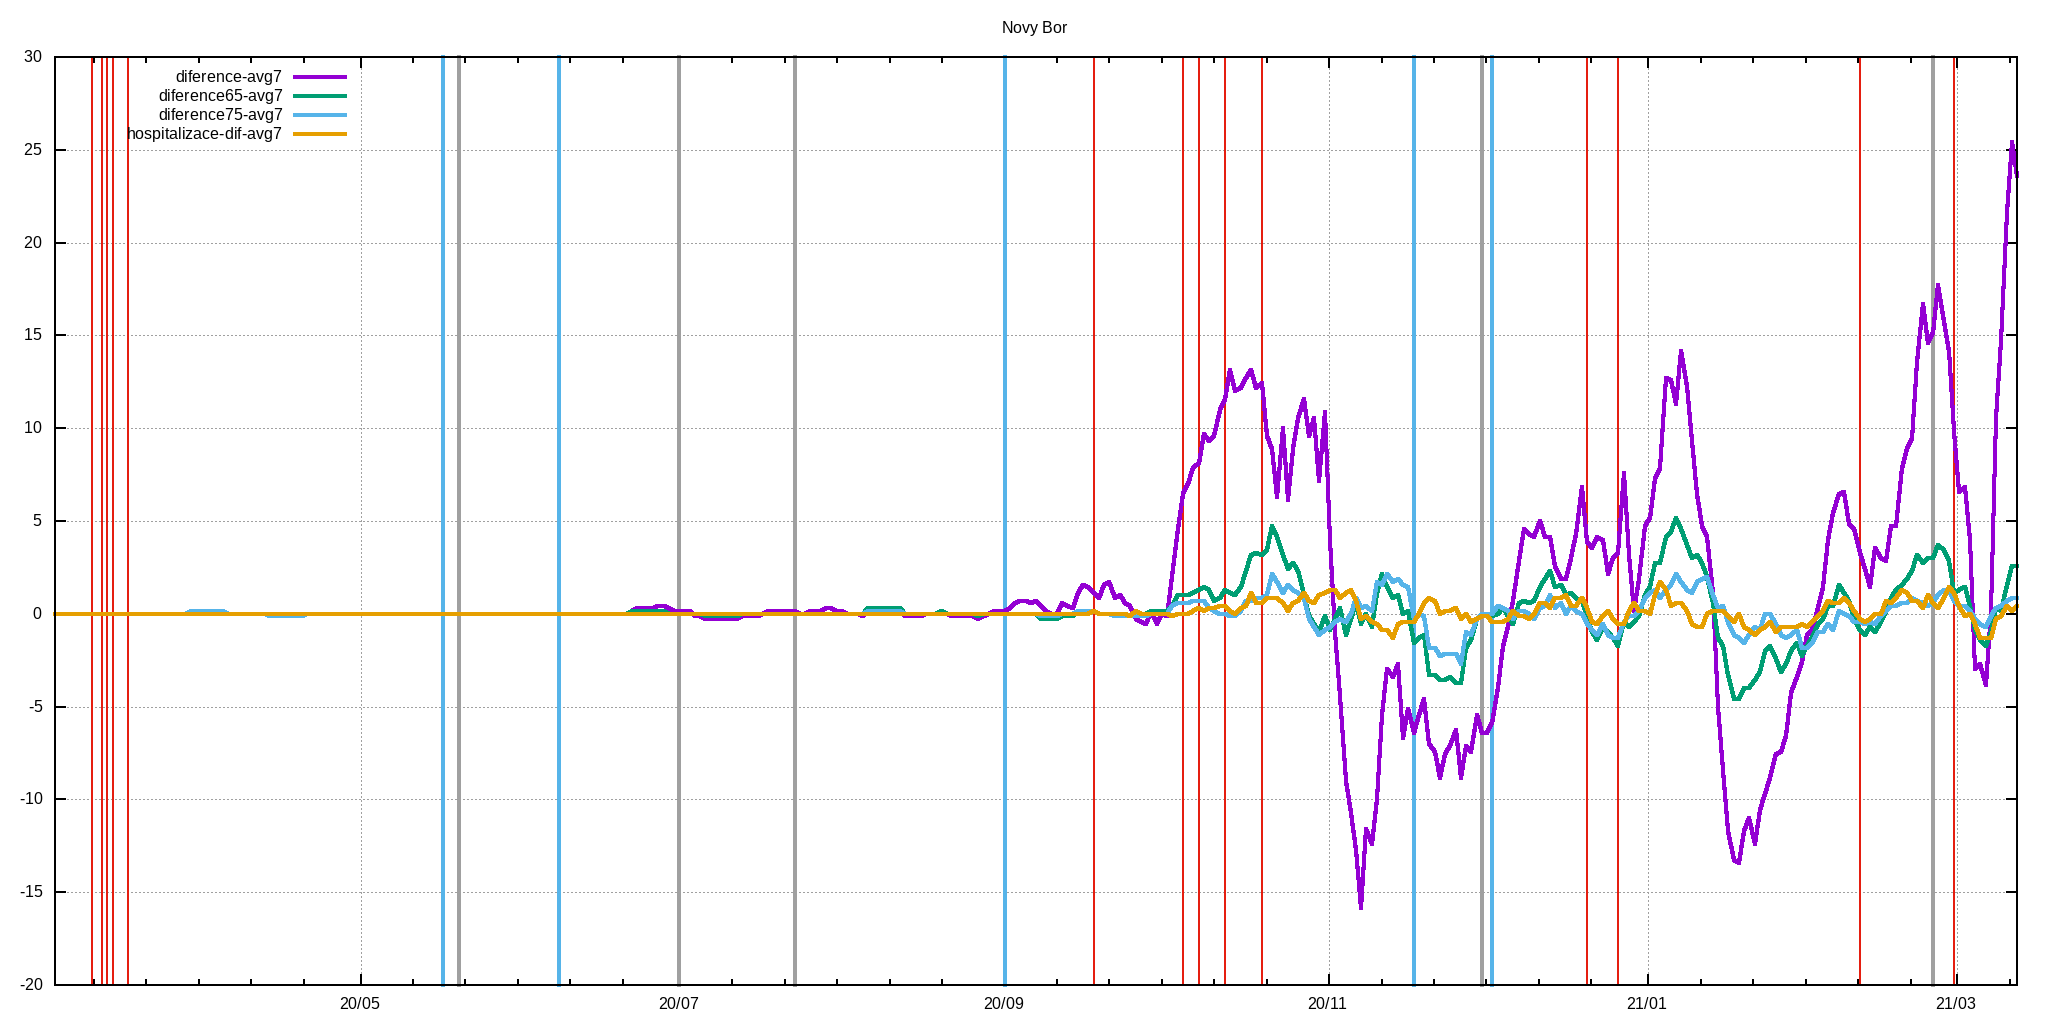 Novy Bor
30
diference-avg7
diference65-avg7
diference75-avg7
hospitalizace-dif-avg7
25
20
15
10
5
0
-5
-10
-15
-20
20/05 20/07 20/09 20/11 21/01 21/03